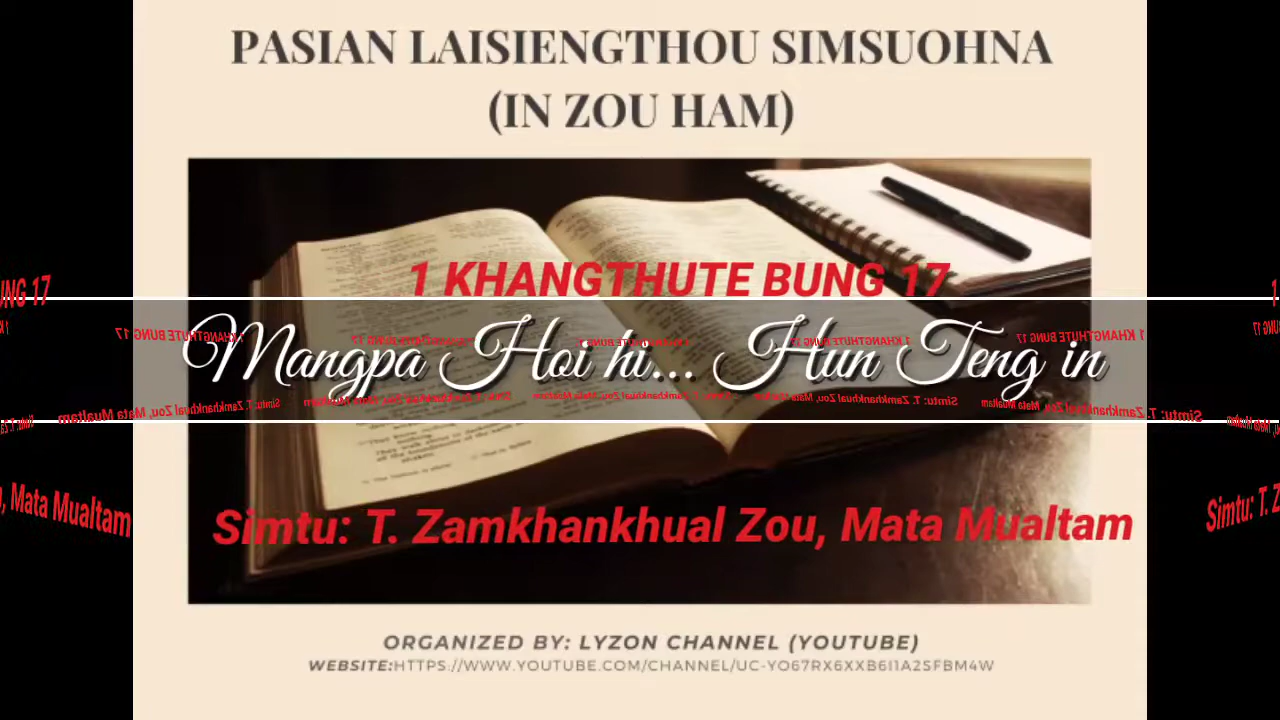 PASIAN LAISIENGTHOU SIMSUOHNA
(IN ZOU HAM)
1 KHANGTHUTE BUNG 17
Mangpa Hoi hi... Hun Teng in
Simtu: T. Zamkhankhual Zou, Mata Mualtam
ORGANIZED BY: LYZON CHANNEL (YOUTUBE)
WEBSITE:HTTPS://WWW.YOUTUBE.COM/CHANNEL/UC-YO67RX6XXB6I1A2SFBM4W